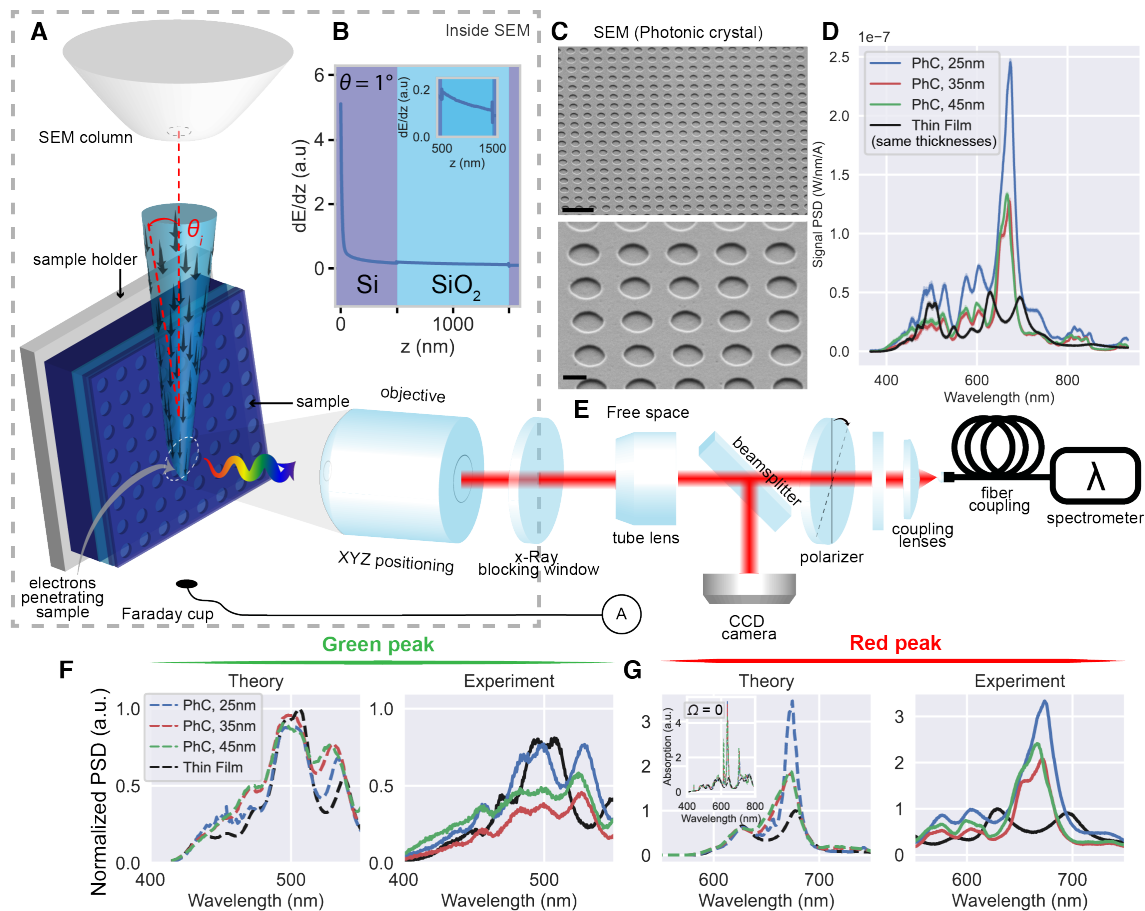 A
B
Inside SEM
C
SEM (Photonic crystal)
D
SEM column
θi
sample holder
sample
electrons
penetrating
sample
Faraday cup
A
θ = 1°
6
4
2
0
dE/dz (a.u)
Si
SiO2
0
1000
z (nm)
0.2
0.0
dE/dz (a.u)
500
1500
z (nm)
1e−7
2.5
2.0
1.5
1.0
0.5
0.0
Signal PSD (W/nm/A)
PhC, 25nm
PhC, 35nm
PhC, 45nm
Thin Film
(same thicknesses)
400
600
800
Wavelength (nm)
E
objective
XYZ positioning
x-Ray
blocking window
Free space
tube lens
beamsplitter
CCD
camera
polarizer
coupling
lenses
fiber
coupling
λ
spectrometer
Green peak
Red peak
F
Theory
Experiment
Normalized PSD (a.u.)
1.0
0.5
0.0
PhC, 25nm
PhC, 35nm
PhC, 45nm
Thin Film
400
500
Wavelength (nm)
1.0
0.5
0.0
400
500
Wavelength (nm)
G
Theory
Experiment
3
2
1
0
Ω = 0
Absorption (a.u.)
4
2
0
400
600
800
Wavelength (nm)
600
700
Wavelength (nm)
3
2
1
0
600
700
Wavelength (nm)